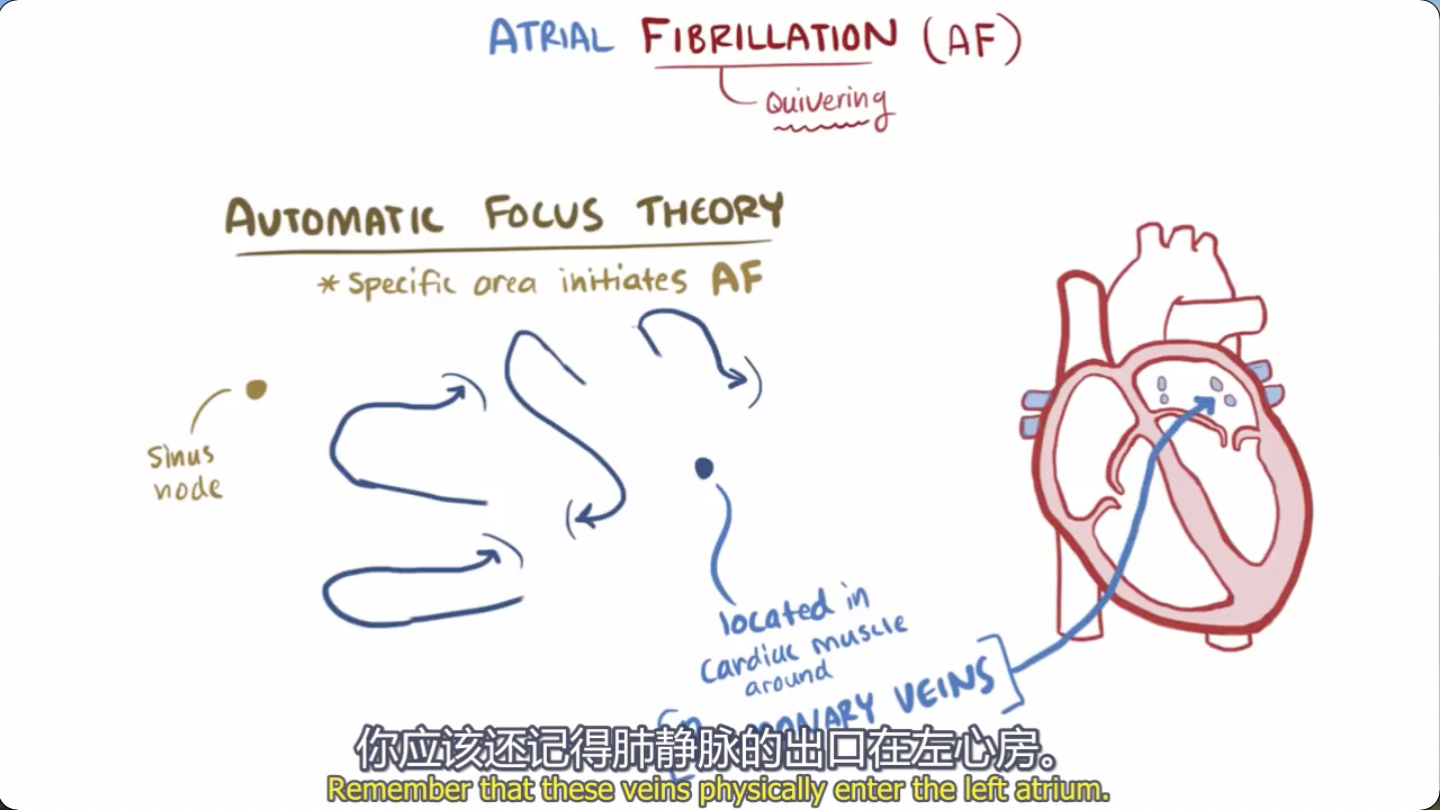 ATRIAL FIBRILLATION (AF)
Quivering
AUTOMATIC FOCUS THEORY
* Specific area initiates AF
Sinus
node
located in
cardiac muscle
around
VEINS
你应该还记得肺静脉的出口在左心房。
Remember that these veins physically enter the left atrium.